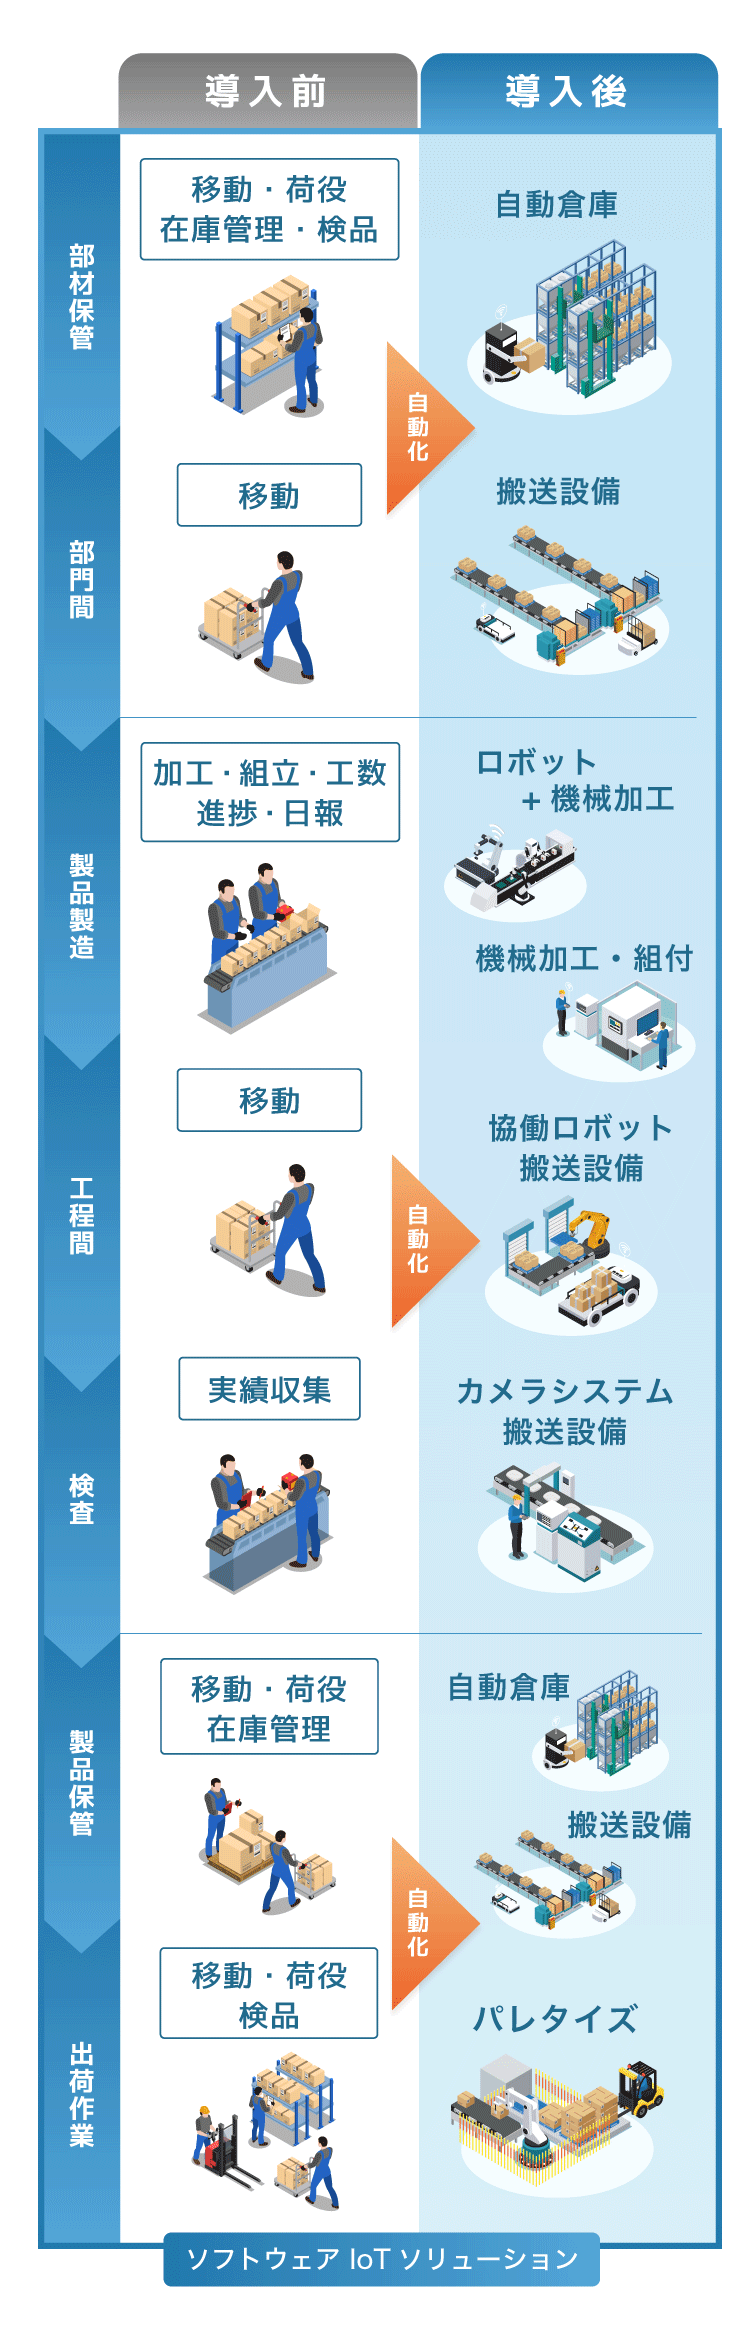 導入前
導入後
部材保管
移動・荷役
在庫管理・検品
自動倉庫
自動化
部門間
移動
搬送設備
製品製造
加工・組立・工数
進捗・日報
ロボット
+ 機械加工
機械加工・組付
工程間
移動
自動化
協働ロボット
搬送設備
検査
実績収集
カメラシステム
搬送設備
製品保管
移動・荷役
在庫管理
自動倉庫
搬送設備
自動化
出荷作業
移動・荷役
検品
パレタイズ
ソフトウェア IoT ソリューション